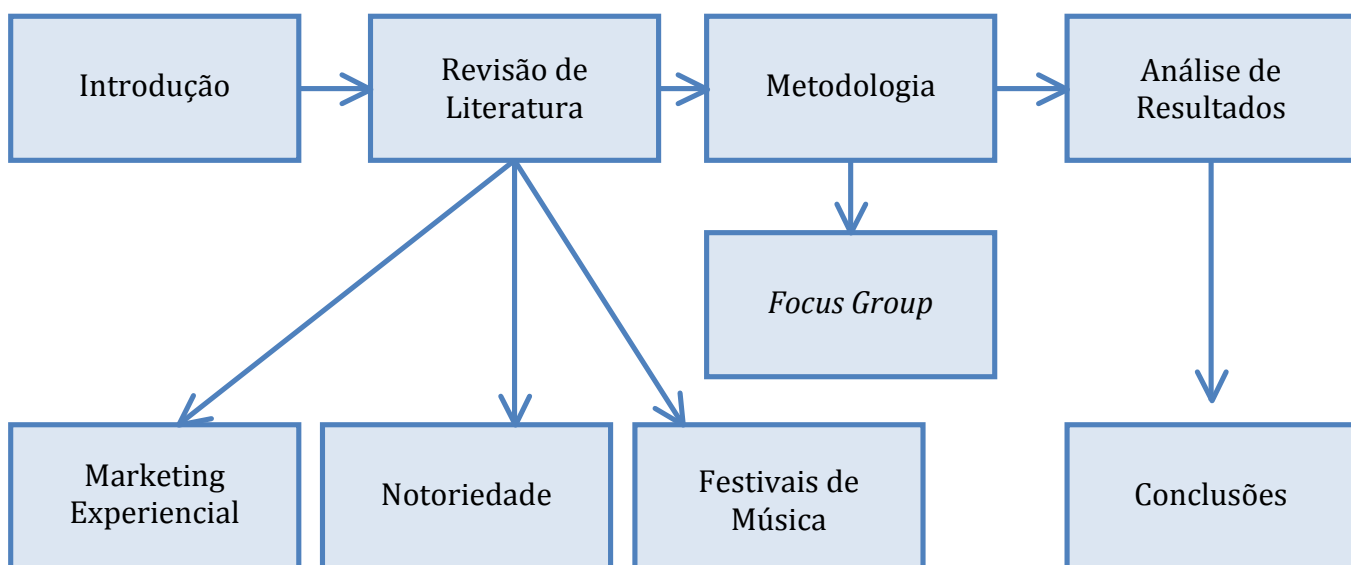 Introdução
Revisão de
Literatura
Metodologia
Análise de
Resultados
Focus Group
Marketing
Experiencial
Notoriedade
Festivais de
Música
Conclusões